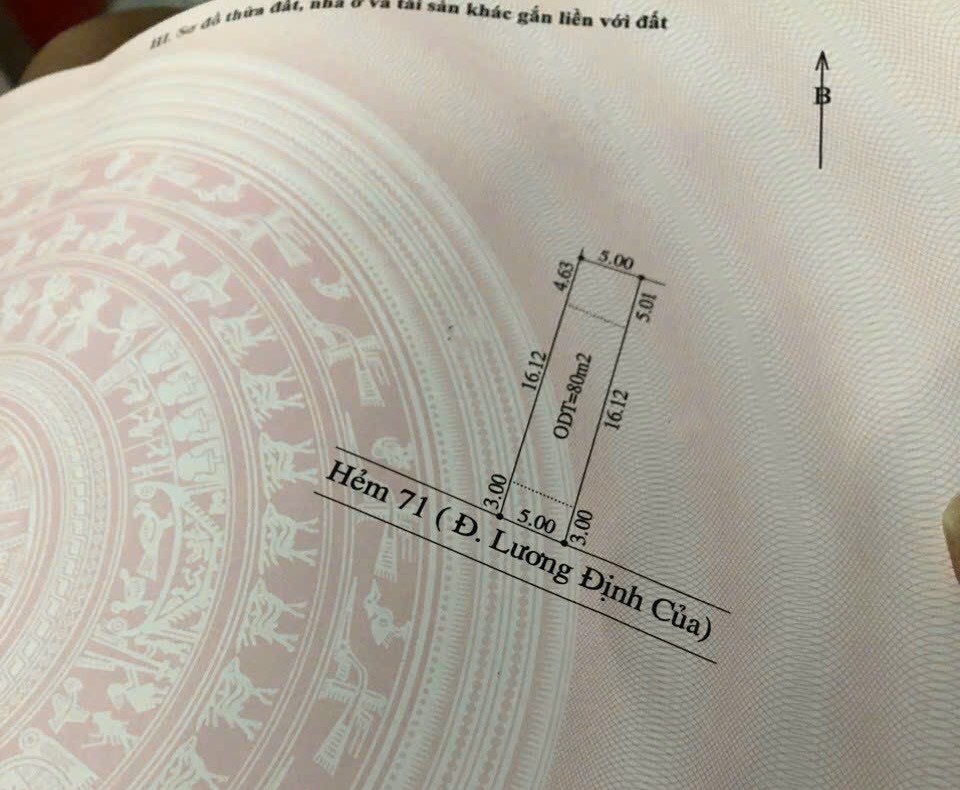 III. Sơ đồ thửa đất, nhà ở và tài sản khác gắn liền với đất
B
5.00
4.63
5.01
16.12
ODT=80m2
16.12
3.00
5.00
3.00
Hẻm 71 ( Đ. Lương Định Của)